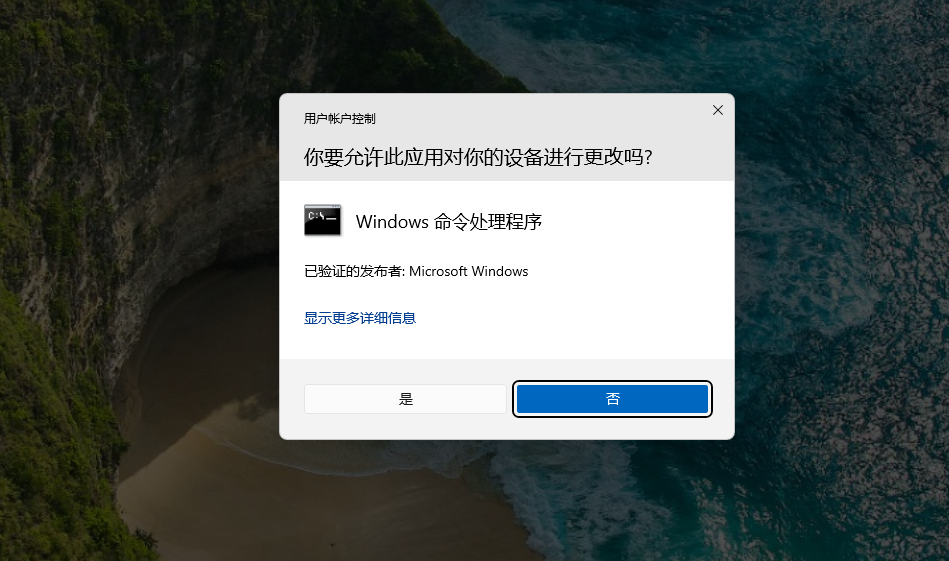 用户帐户控制
你要允许此应用对你的设备进行更改吗?
C:\_
Windows 命令处理程序
已验证的发布者: Microsoft Windows
显示更多详细信息
是
否